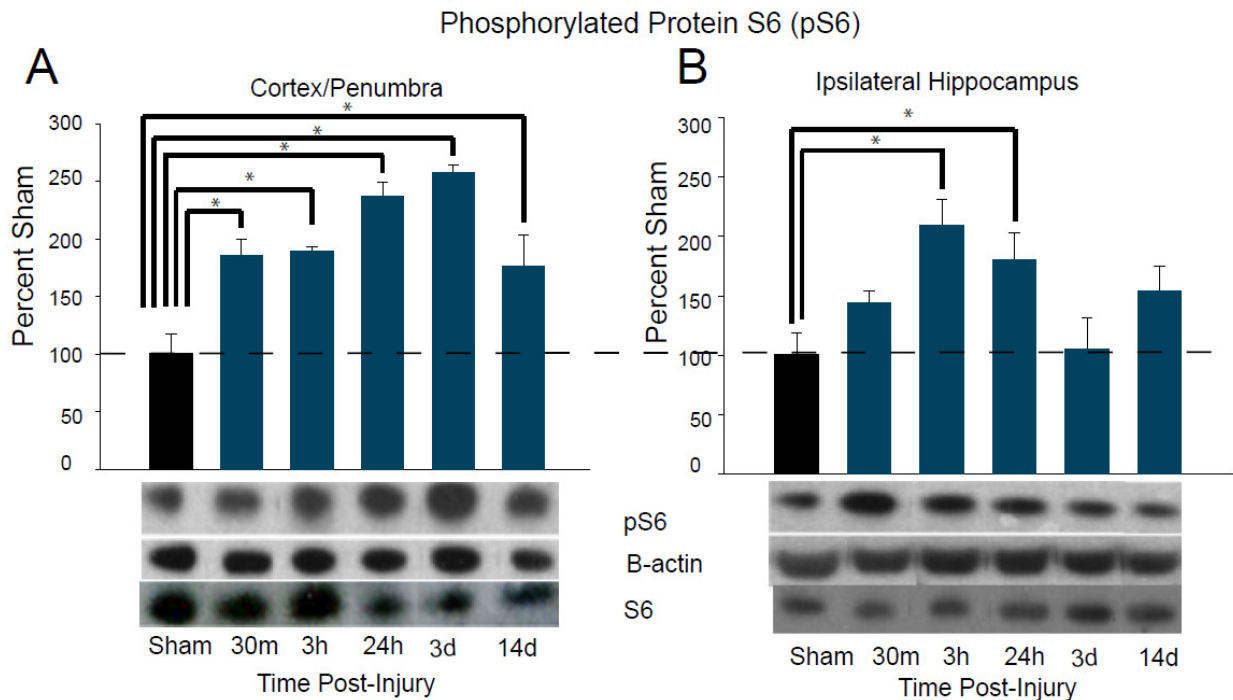 Phosphorylated Protein S6 (pS6)
A
Cortex/Penumbra
Percent Sham
300
250
200
150
100
50
0
*
*
*
*
*
B
Ipsilateral Hippocampus
Percent Sham
300
250
200
150
100
50
0
*
*
pS6
B-actin
S6
Sham 30m 3h 24h 3d 14d
Time Post-Injury
Sham 30m 3h 24h 3d 14d
Time Post-Injury